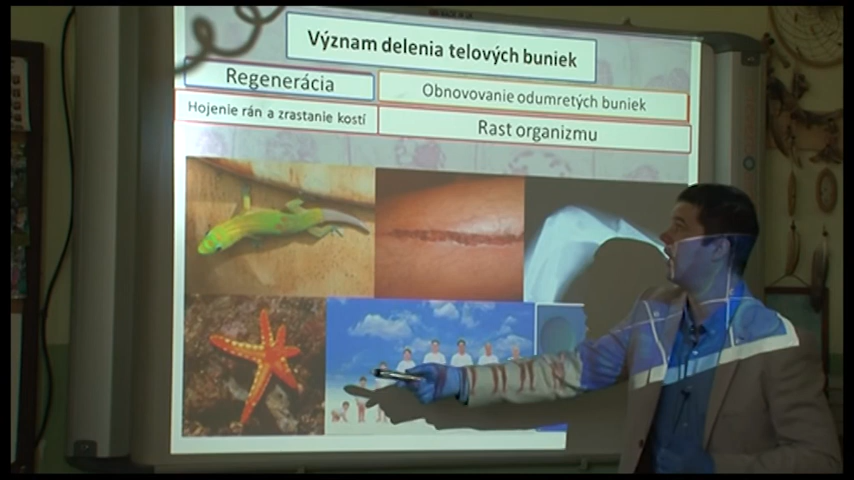 Význam delenia telových buniek
Regenerácia
Obnovovanie odumretých buniek
Hojenie rán a zrastanie kostí
Rast organizmu